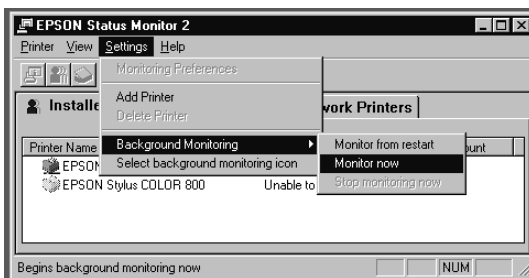 EPSON Status Monitor 2
Printer View Settings Help
Monitoring Preferences
Add Printer
Delete Printer
Background Monitoring
Select background monitoring icon
Monitor from restart
Monitor now
Stop monitoring now
Installe
work Printers
Printer Name
ount
EPSON
EPSON Stylus COLOR 800 Unable to
Begins background monitoring now NUM